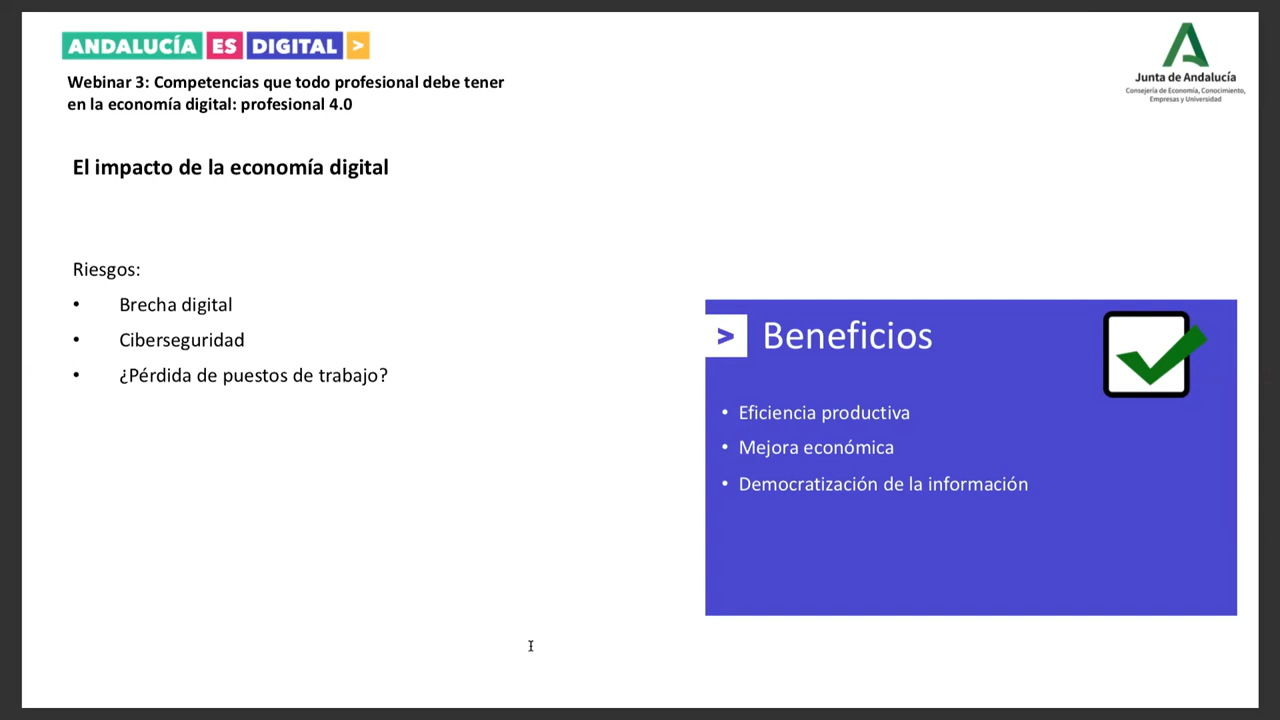 ANDALUCÍA ES DIGITAL >
Webinar 3: Competencias que todo profesional debe tener
en la economía digital: profesional 4.0
Junta de Andalucía
Consejería de Economía, Conocimiento,
Empresas y Universidad
El impacto de la economía digital
Riesgos:
• Brecha digital
• Ciberseguridad
• ¿Pérdida de puestos de trabajo?
> Beneficios
• Eficiencia productiva
• Mejora económica
• Democratización de la información